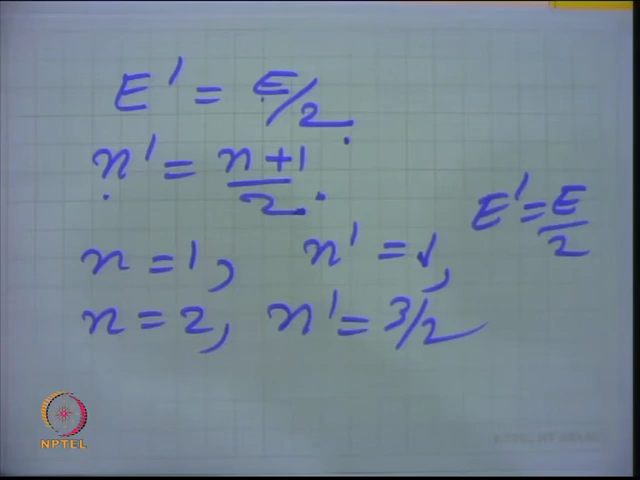 E' = E/2.
n' = (n+1)/2.
E' = E/2
n = 1, n' = 1,
n = 2, n' = 3/2
NPTEL